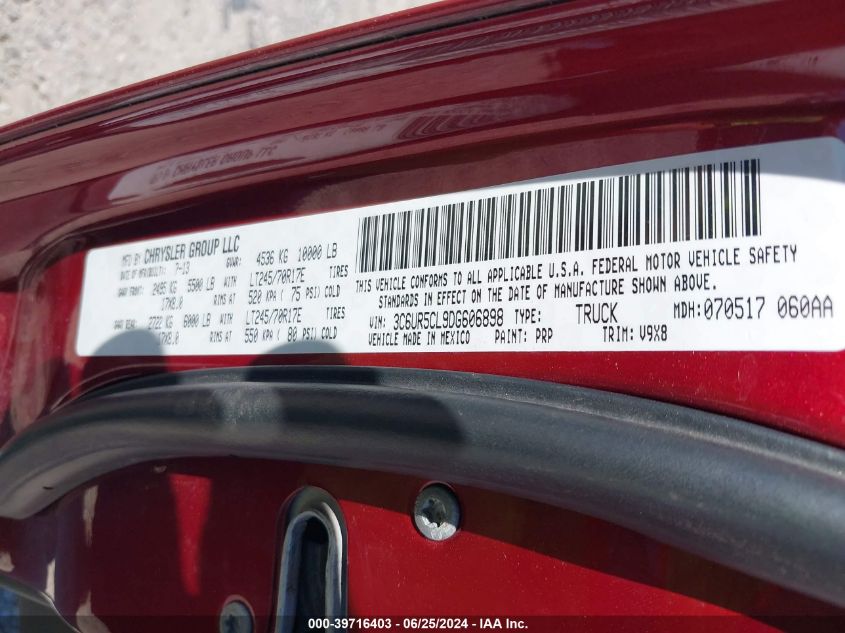 MFD BY CHRYSLER GROUP LLC GVWR: 4536 KG 10000 LB
DATE OF MFR/BUILT: 7-13
GAWR FRONT: 2495 KG 5500 LB WITH LT245/70R17E TIRES
17X8.0 RIMS AT 520 KPA ( 75 PSI) COLD
GAWR REAR: 2722 KG 6000 LB WITH LT245/70R17E TIRES
17X8.0 RIMS AT 550 KPA ( 80 PSI) COLD
THIS VEHICLE CONFORMS TO ALL APPLICABLE U.S.A. FEDERAL MOTOR VEHICLE SAFETY
STANDARDS IN EFFECT ON THE DATE OF MANUFACTURE SHOWN ABOVE.
VIN: 3C6UR5CL9DG606898 TYPE: TRUCK MDH:070517 060AA
VEHICLE MADE IN MEXICO PAINT: PRP TRIM: V9X8
000-39716403 - 06/25/2024 - IAA Inc.